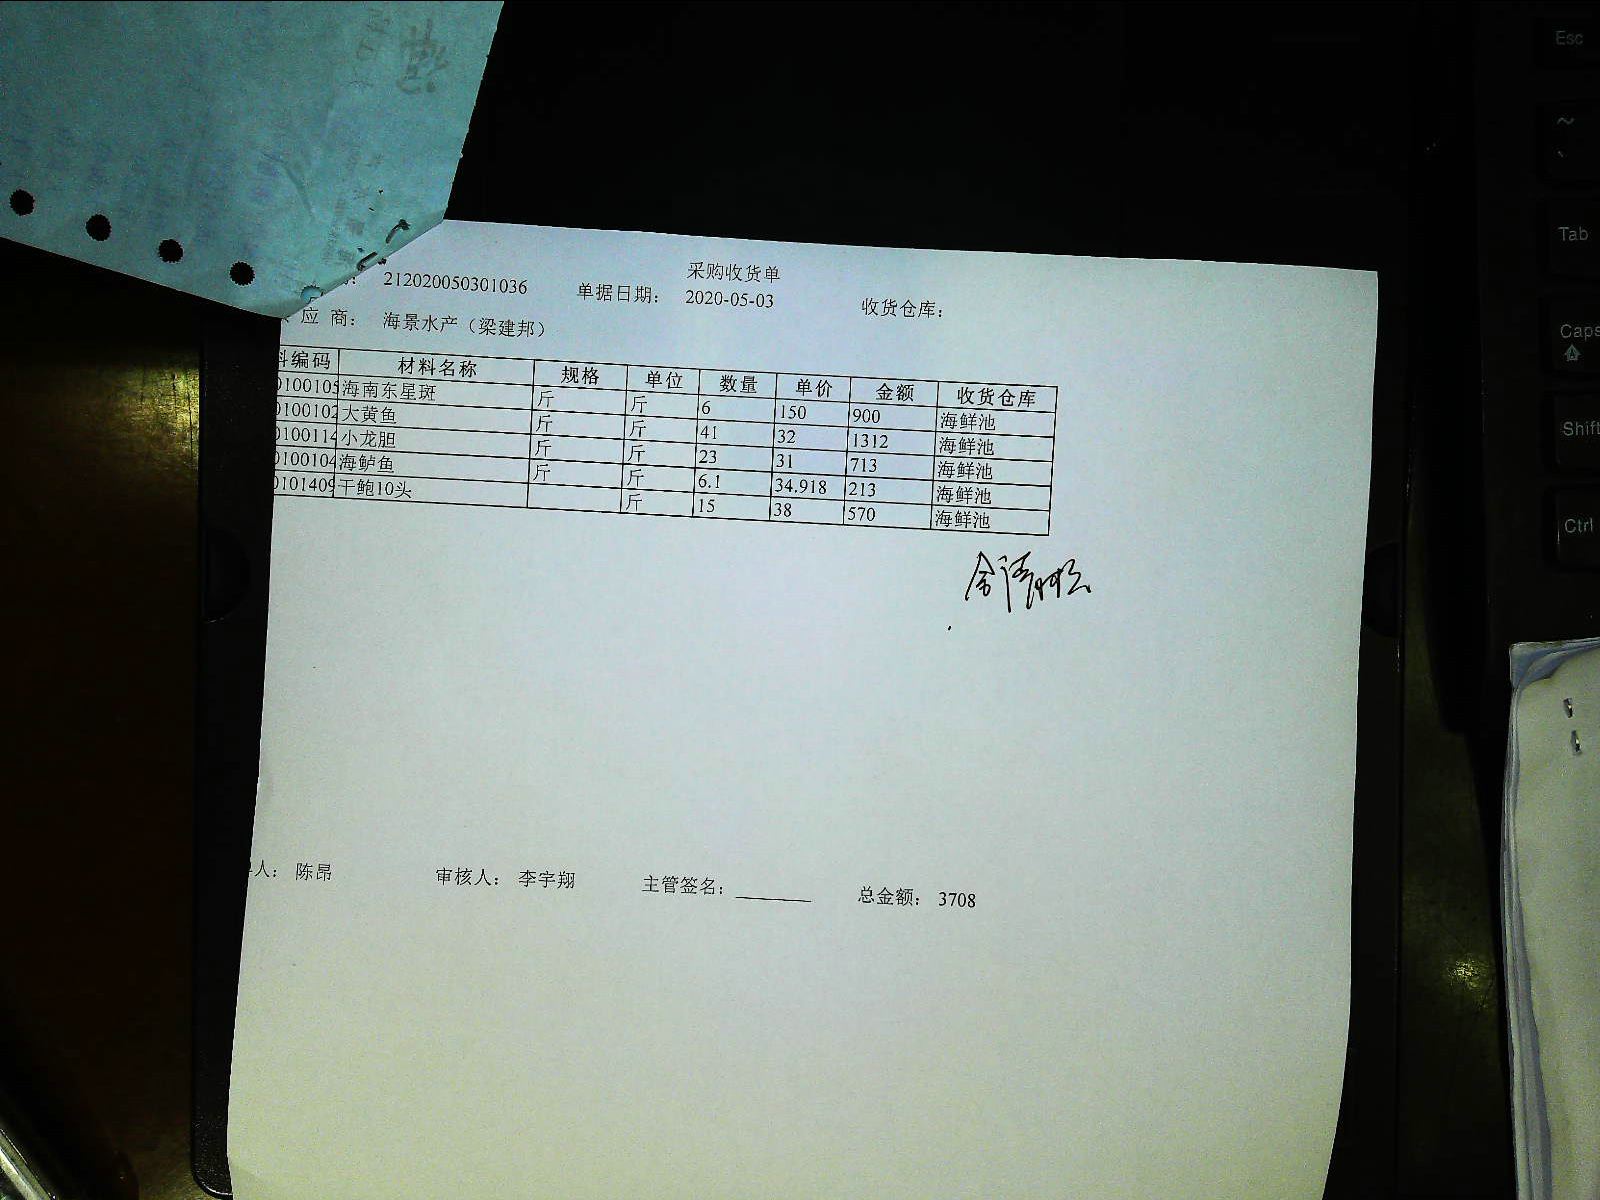 采购收货单
212020050301036 单据日期: 2020-05-03 收货仓库:
应 商: 海景水产（梁建邦）
料编码 材料名称 规格 单位 数量 单价 金额 收货仓库
0100105 海南东星斑 斤 斤 6 150 900 海鲜池
0100102 大黄鱼 斤 斤 41 32 1312 海鲜池
0100114 小龙胆 斤 斤 23 31 713 海鲜池
0100104 海鲈鱼 斤 斤 6.1 34.918 213 海鲜池
0101409 干鲍10头 斤 15 38 570 海鲜池
人: 陈昂 审核人: 李宇翔 主管签名: 总金额: 3708
Esc
~
Tab
Caps
Shift
Ctrl